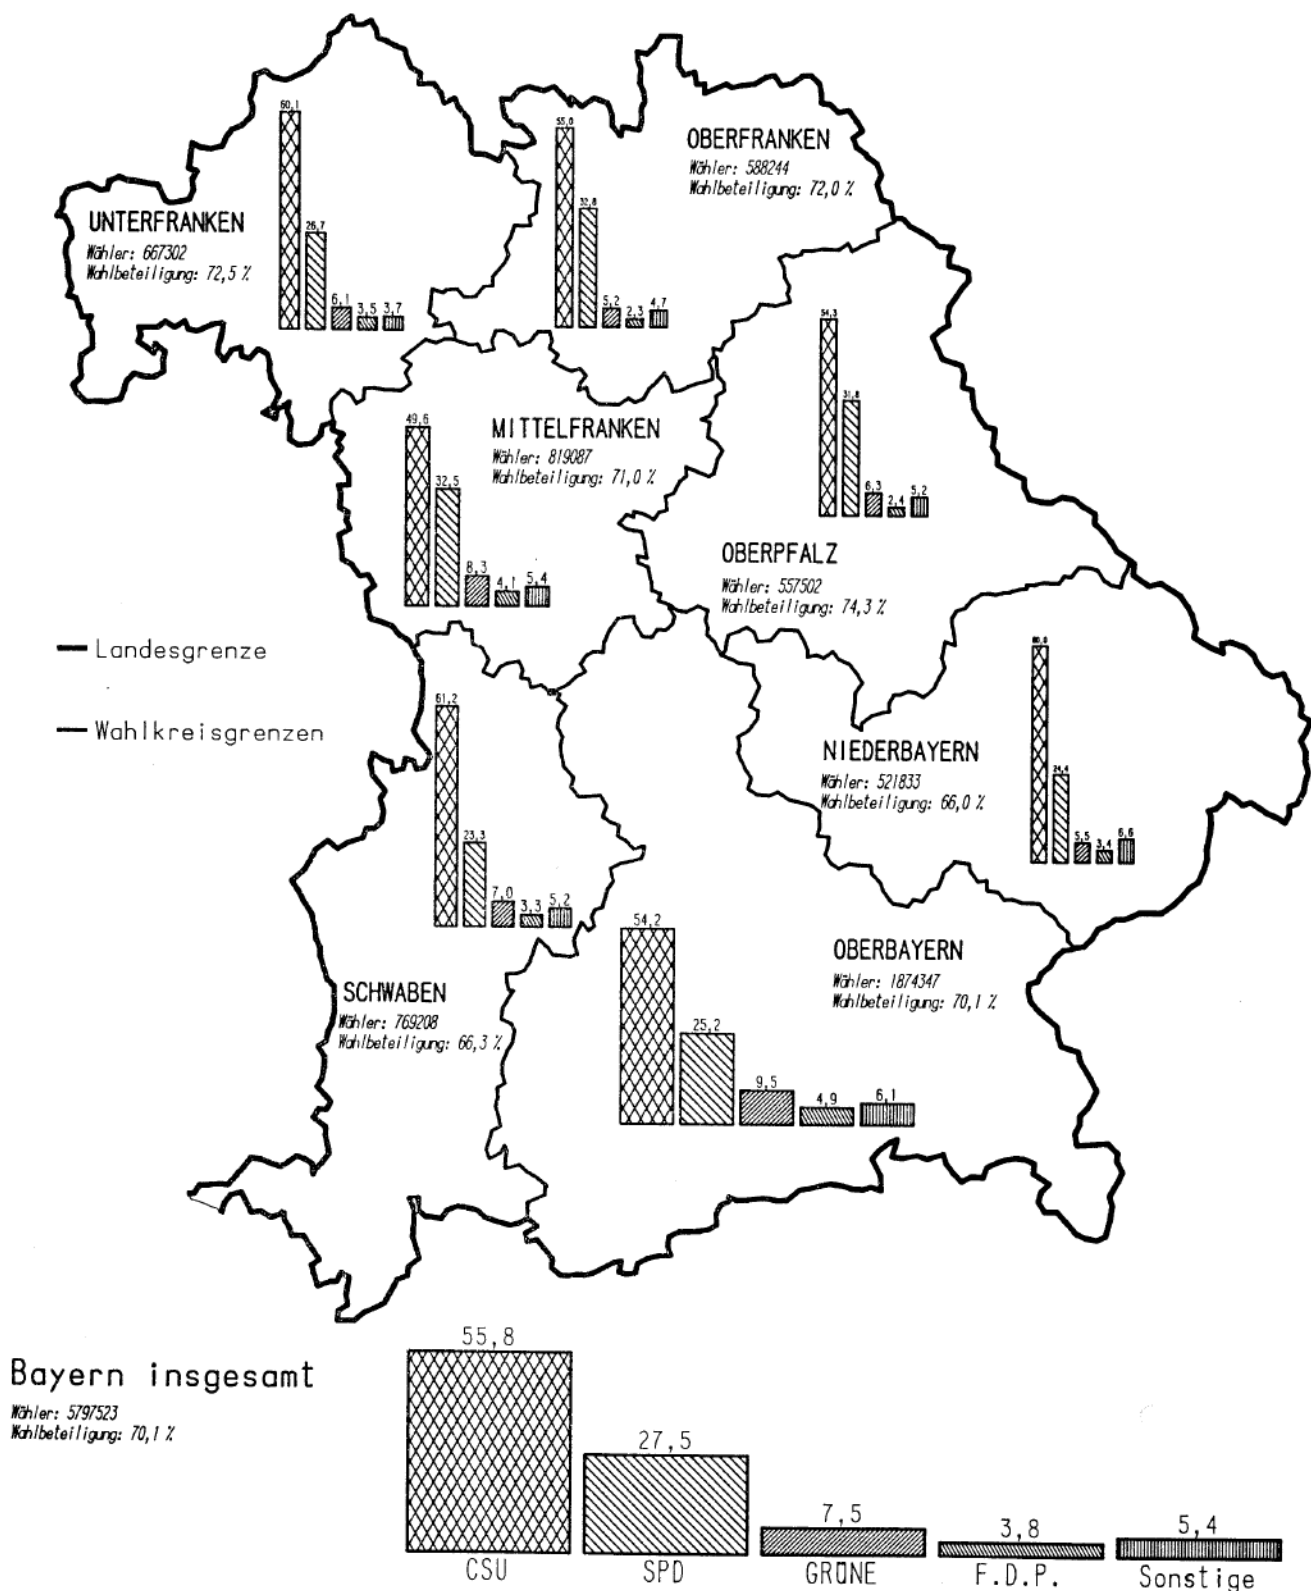 60,1
26,7
6,1
3,5
3,7
UNTERFRANKEN
Wähler: 667302
Wahlbeteiligung: 72,5 %
55,0
32,8
5,2
2,3
4,7
OBERFRANKEN
Wähler: 588244
Wahlbeteiligung: 72,0 %
49,6
32,5
8,3
4,1
5,4
MITTELFRANKEN
Wähler: 819087
Wahlbeteiligung: 71,0 %
54,3
31,8
6,3
2,4
5,2
OBERPFALZ
Wähler: 557502
Wahlbeteiligung: 74,3 %
Landesgrenze
Wahlkreisgrenzen
60,0
24,4
5,5
3,4
6,6
NIEDERBAYERN
Wähler: 521833
Wahlbeteiligung: 66,0 %
61,2
23,3
7,0
3,3
5,2
SCHWABEN
Wähler: 769208
Wahlbeteiligung: 66,3 %
54,2
25,2
9,5
4,9
6,1
OBERBAYERN
Wähler: 1874347
Wahlbeteiligung: 70,1 %
Bayern insgesamt
Wähler: 5797523
Wahlbeteiligung: 70,1 %
55,8
27,5
7,5
3,8
5,4
CSU
SPD
GRÜNE
F.D.P.
Sonstige